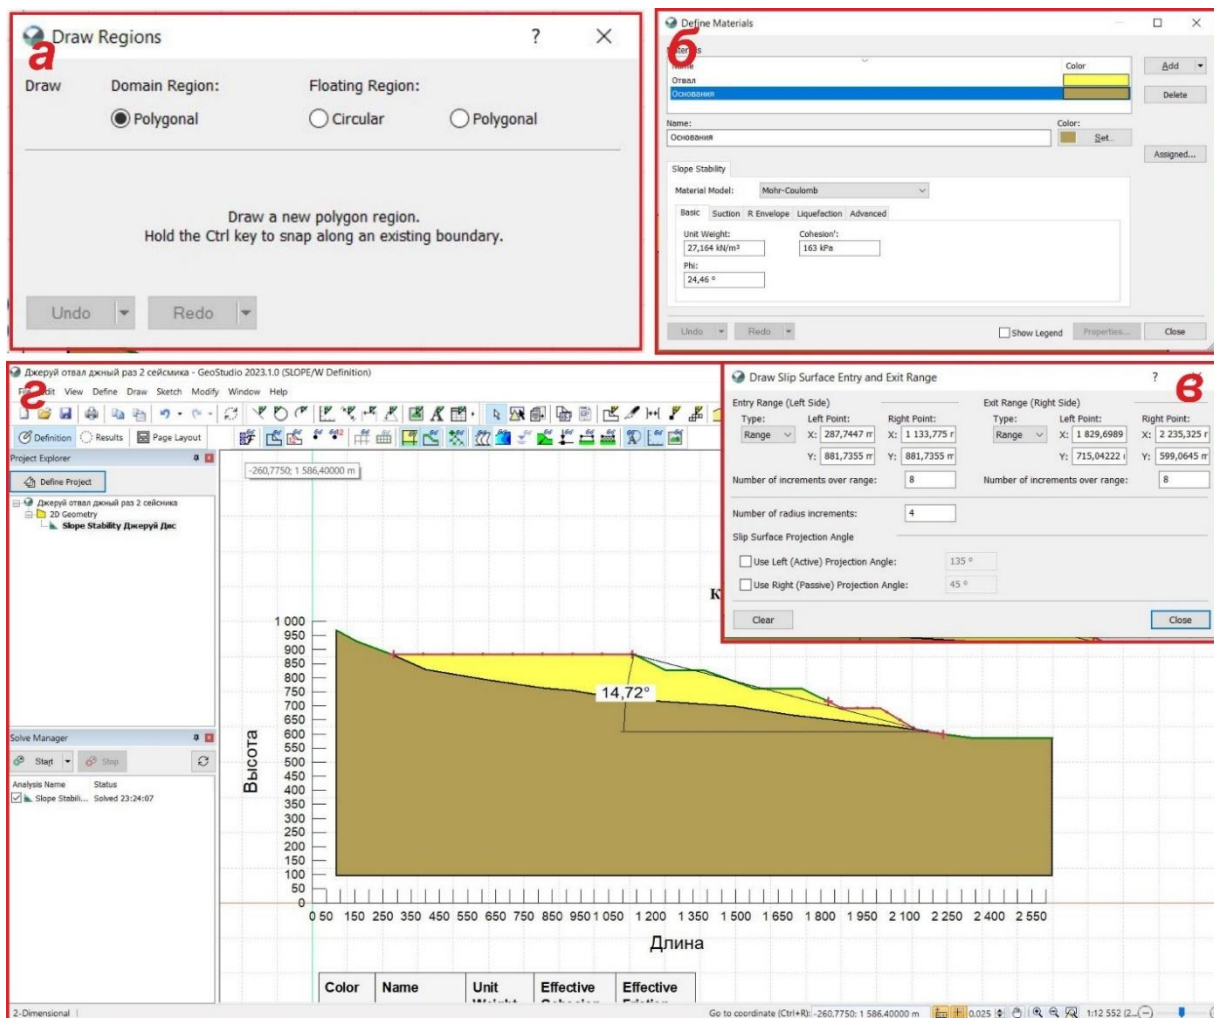 а
Draw Regions
?
Draw Domain Region: Floating Region:
Polygonal Circular Polygonal
Draw a new polygon region.
Hold the Ctrl key to snap along an existing boundary.
Undo Redo
б
Define Materials
Materials
Name Color
Отвал
Основания
Add
Delete
Name: Color:
Основания Set...
Assigned...
Slope Stability
Material Model: Mohr-Coulomb
Basic Suction R Envelope Liquefaction Advanced
Unit Weight: Cohesion':
27,164 kN/m³ 163 kPa
Phi:
24,46 °
Undo Redo Show Legend Properties... Close
г
Джеруй отвал джный раз 2 сейсмика - GeoStudio 2023.1.0 (SLOPE/W Definition)
File Edit View Define Draw Sketch Modify Window Help
Definition Results Page Layout
Project Explorer
Define Project
Джеруй отвал джный раз 2 сейсмика
2D Geometry
Slope Stability Джеруй Джс
Solve Manager
Start Stop
Analysis Name Status
Slope Stabili... Solved 23:24:07
-260,7750; 1 586,40000 m
в
Draw Slip Surface Entry and Exit Range
?
Entry Range (Left Side) Exit Range (Right Side)
Type: Left Point: Right Point: Type: Left Point: Right Point:
Range X: 287,7447 m X: 1 133,775 m Range X: 1 829,6989 X: 2 235,325 m
Y: 881,7355 m Y: 881,7355 m Y: 715,04222 Y: 599,0645 m
Number of increments over range: 8 Number of increments over range: 8
Number of radius increments: 4
Slip Surface Projection Angle
Use Left (Active) Projection Angle: 135 °
Use Right (Passive) Projection Angle: 45 °
Clear Close
К
1 000
950
900
850
800
750
700
650
600
550
500
450
400
350
300
250
200
150
100
50
0
Высота
14,72°
0 50 150 250 350 450 550 650 750 850 950 1 050 1 200 1 350 1 500 1 650 1 800 1 950 2 100 2 250 2 400 2 550
Длина
Color Name Unit Effective Effective
2-Dimensional
Go to coordinate (Ctrl+R): -260,7750; 1 586,40000 m 0.025 1:12 552 (2...